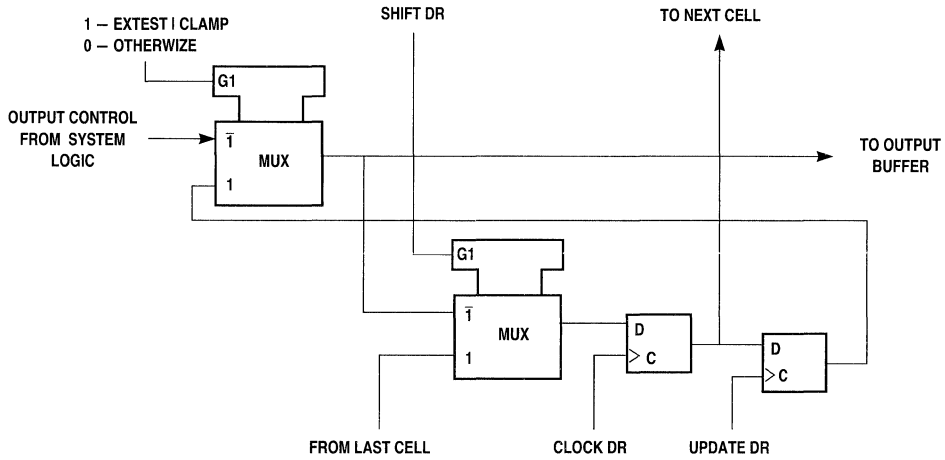 1 — EXTEST | CLAMP
0 — OTHERWIZE
SHIFT DR
TO NEXT CELL
G1
OUTPUT CONTROL
FROM SYSTEM
LOGIC
1̅
MUX
1
TO OUTPUT
BUFFER
G1
1̅
MUX
1
D
C
D
C
FROM LAST CELL
CLOCK DR
UPDATE DR